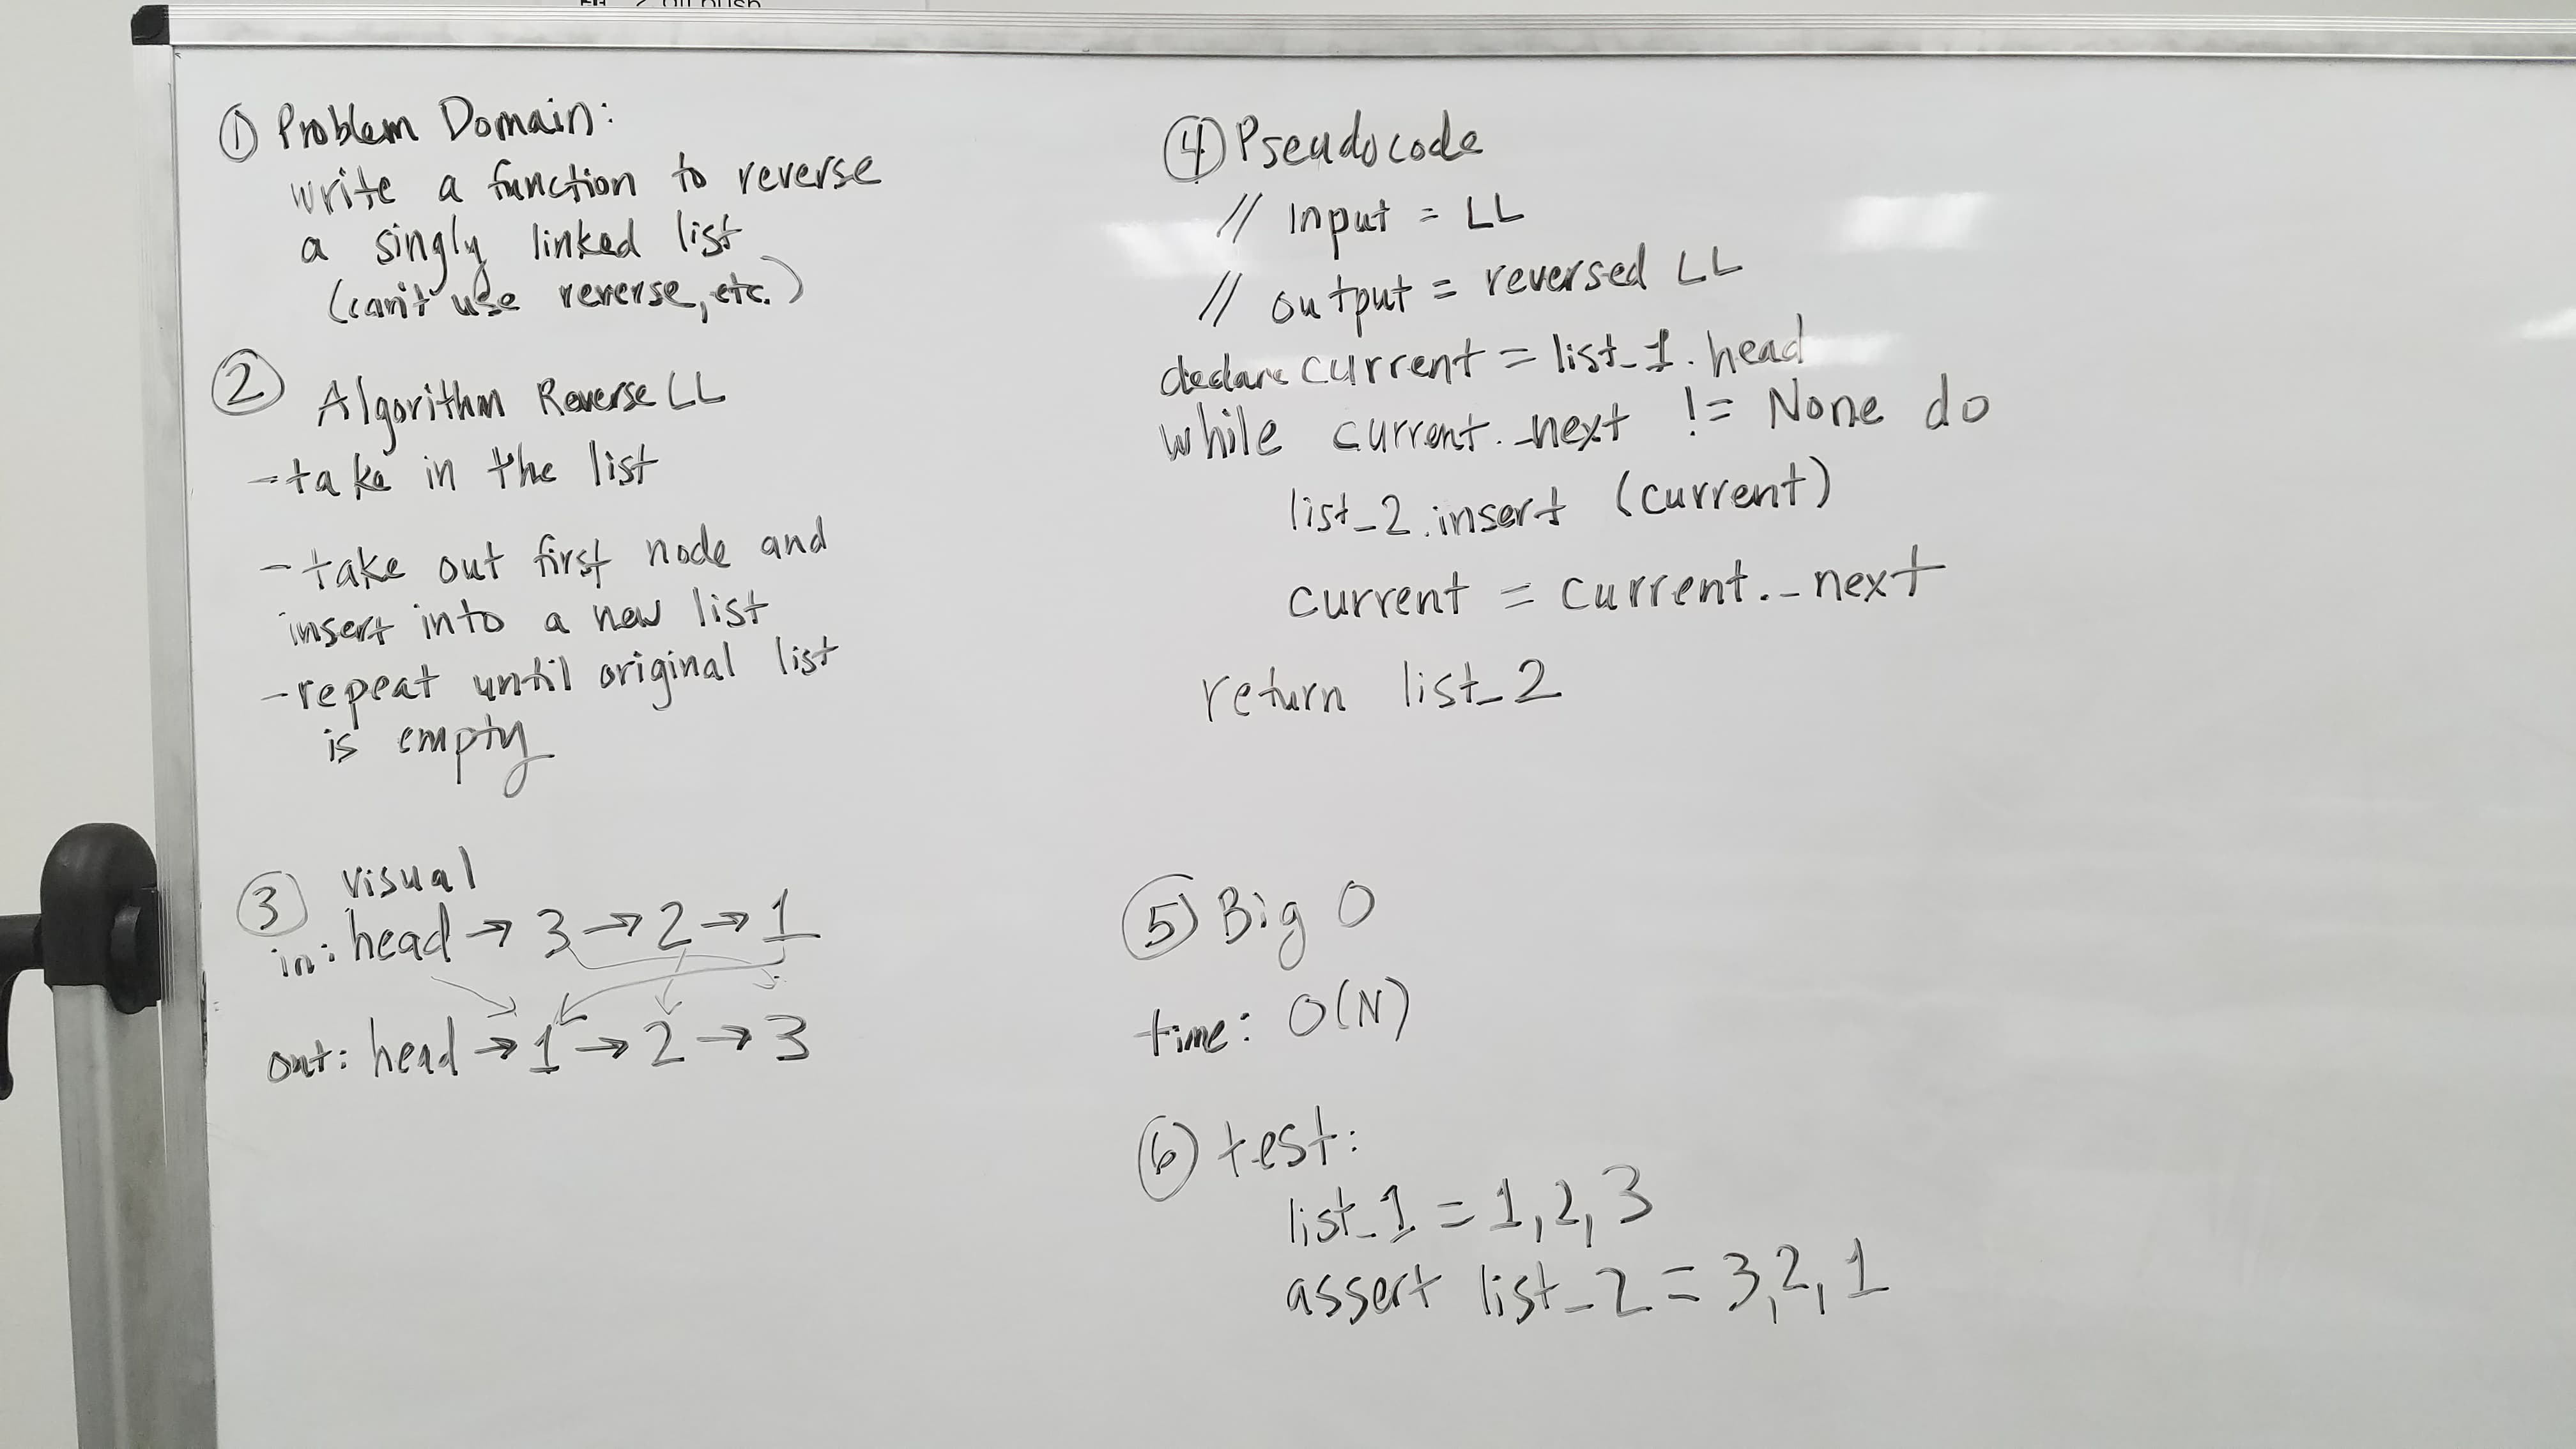 ① Problem Domain:
write a function to reverse
a singly linked list
(can't use reverse, etc.)
② Algorithm Reverse LL
- take in the list
- take out first node and
insert into a new list
- repeat until original list
is empty
③ visual
in: head → 3 → 2 → 1
out: head → 1 → 2 → 3
④ Pseudocode
// Input = LL
// output = reversed LL
declare current = list_1.head
while current._next != None do
list_2.insert (current)
current = current._next
return list_2
⑤ Big O
time: O(N)
⑥ test:
list_1 = 1, 2, 3
assert list_2 = 3, 2, 1